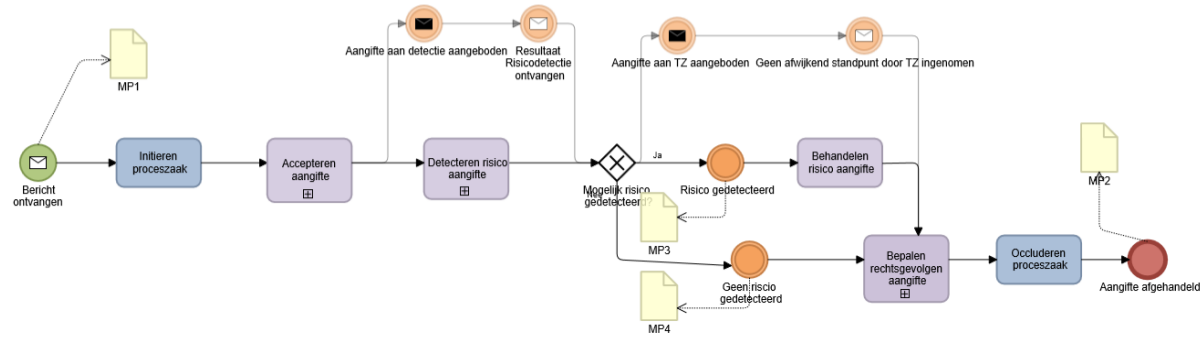 Aangifte aan detectie aangeboden
Resultaat
Risicodetectie
ontvangen
Aangifte aan TZ aangeboden
Geen afwijkend standpunt door TZ ingenomen
MP1
Bericht
ontvangen
Initieren
proceszaak
Accepteren
aangifte
Detecteren risico
aangifte
Mogelijk risico
gedetecteerd?
Ja
Nee
Risico gedetecteerd
Behandelen
risico aangifte
MP2
MP3
Geen riscio
gedetecteerd
MP4
Bepalen
rechtsgevolgen
aangifte
Occluderen
proceszaak
Aangifte afgehandeld